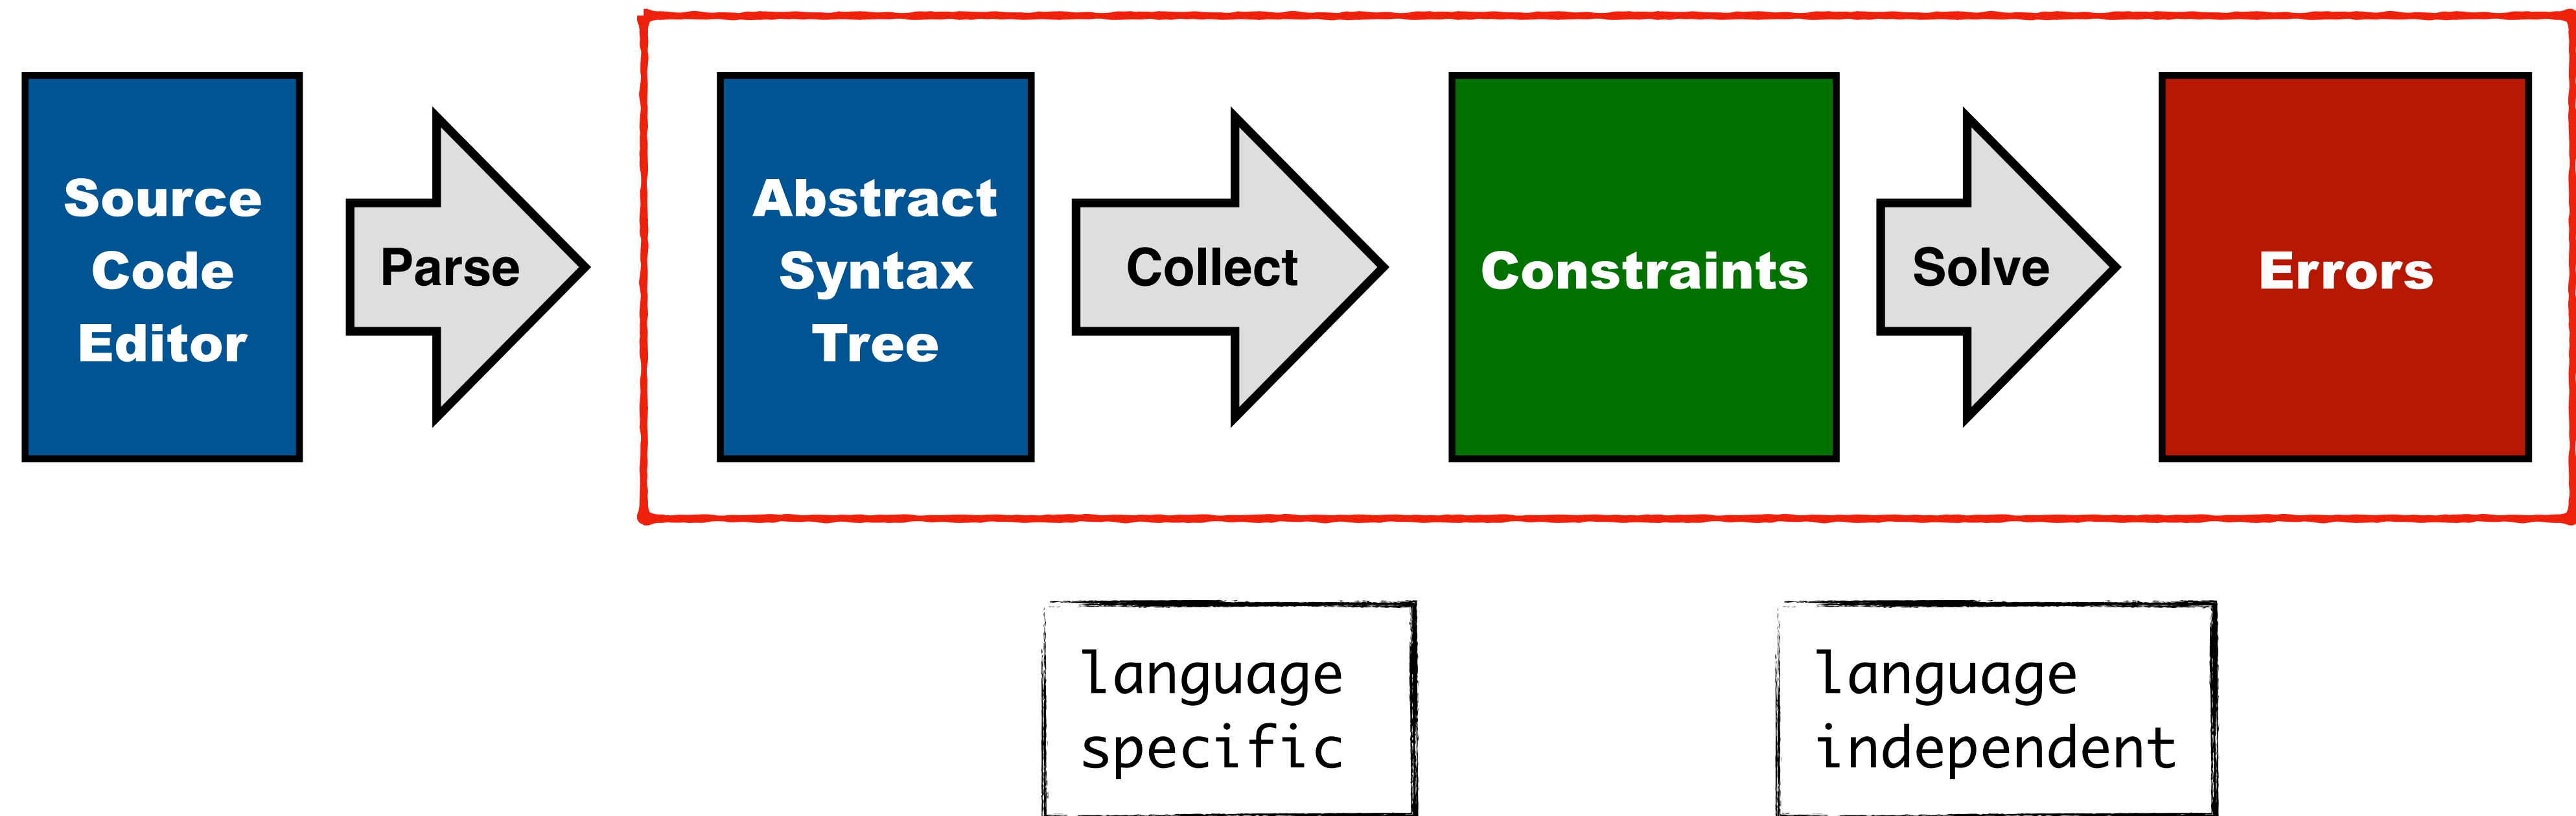 Source
Code
Editor
Parse
Abstract
Syntax
Tree
Collect
Constraints
Solve
Errors
language
specific
language
independent